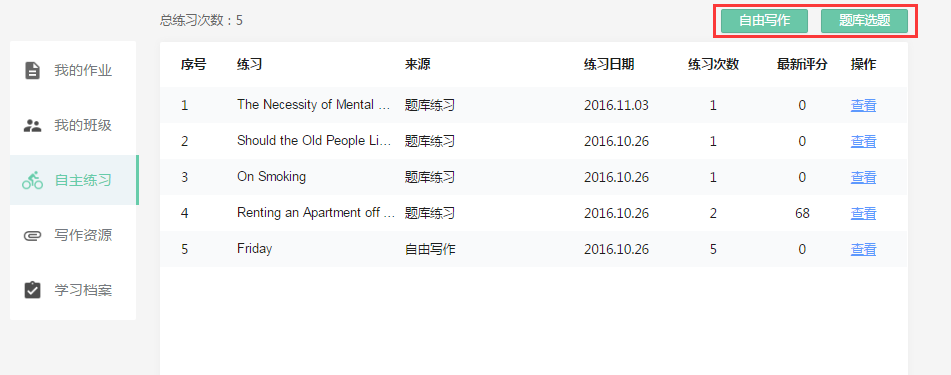 总练习次数：5
自由写作 题库选题
我的作业
我的班级
自主练习
写作资源
学习档案
序号 练习 来源 练习日期 练习次数 最新评分 操作
1 The Necessity of Mental ... 题库练习 2016.11.03 1 0 查看
2 Should the Old People Li... 题库练习 2016.10.26 1 0 查看
3 On Smoking 题库练习 2016.10.26 1 0 查看
4 Renting an Apartment off ... 题库练习 2016.10.26 2 68 查看
5 Friday 自由写作 2016.10.26 5 0 查看